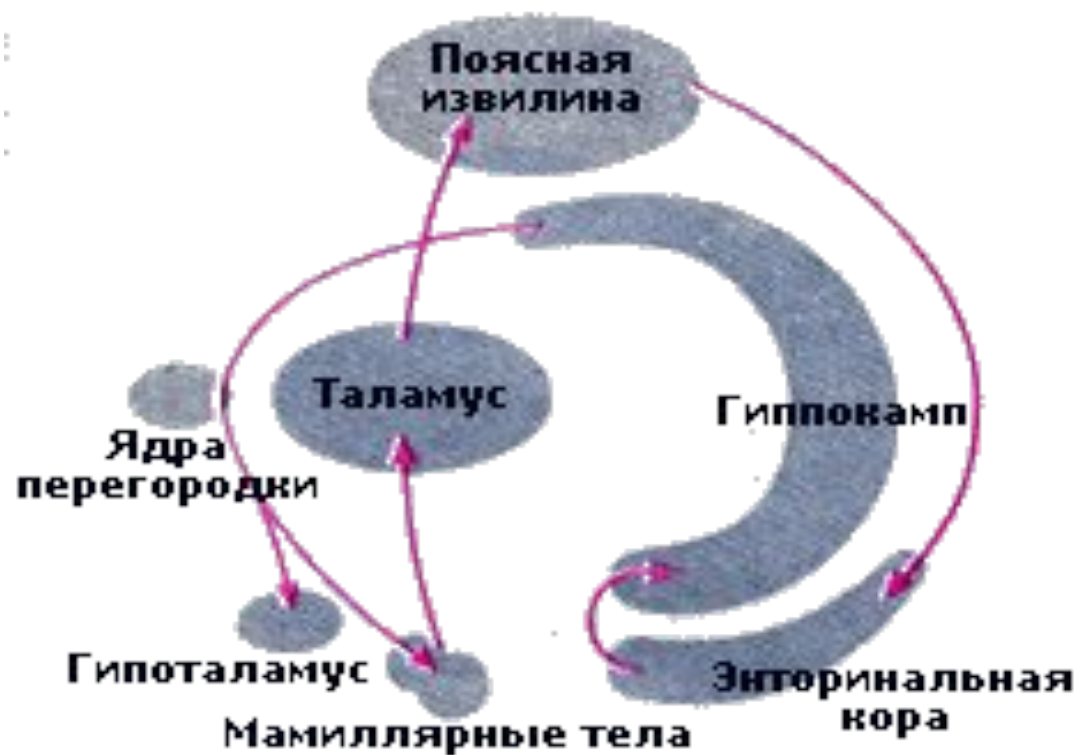 Поясная
извилина
Таламус
Гиппокамп
Ядра
перегородки
Гипоталамус
Энторинальная
кора
Мамиллярные тела